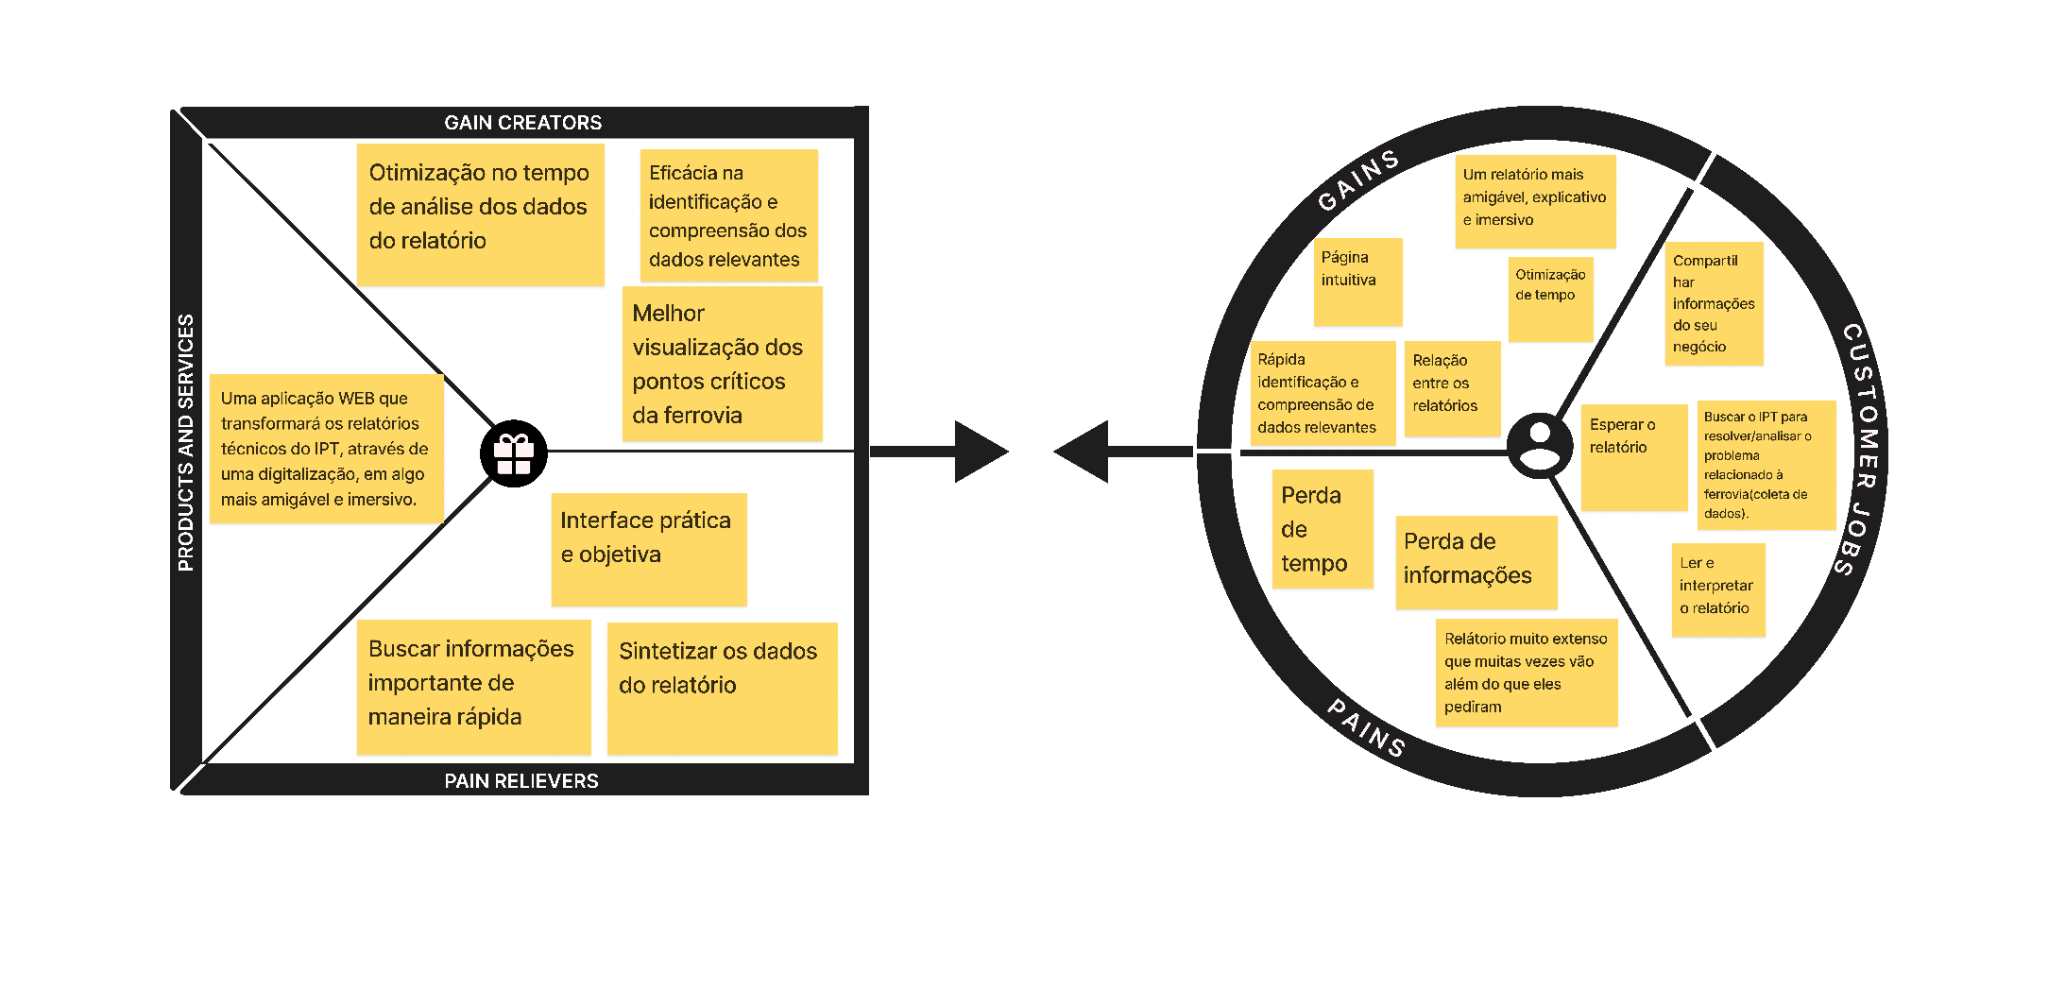 GAIN CREATORS
Otimização no tempo
de análise dos dados
do relatório
Eficácia na
identificação e
compreensão dos
dados relevantes
Melhor
visualização dos
pontos críticos
da ferrovia
PRODUCTS AND SERVICES
Uma aplicação WEB que
transformará os relatórios
técnicos do IPT, através de
uma digitalização, em algo
mais amigável e imersivo.
Interface prática
e objetiva
Buscar informações
importante de
maneira rápida
Sintetizar os dados
do relatório
PAIN RELIEVERS
GAINS
Um relatório mais
amigável, explicativo
e imersivo
Página
intuitiva
Otimização
de tempo
Rápida
identificação e
compreensão de
dados relevantes
Relação
entre os
relatórios
CUSTOMER JOBS
Compartil
har
informações
do seu
negócio
Esperar o
relatório
Buscar o IPT para
resolver/analisar o
problema
relacionado à
ferrovia(coleta de
dados).
Ler e
interpretar
o relatório
Perda
de
tempo
Perda de
informações
Relátorio muito extenso
que muitas vezes vão
além do que eles
pediram
PAINS